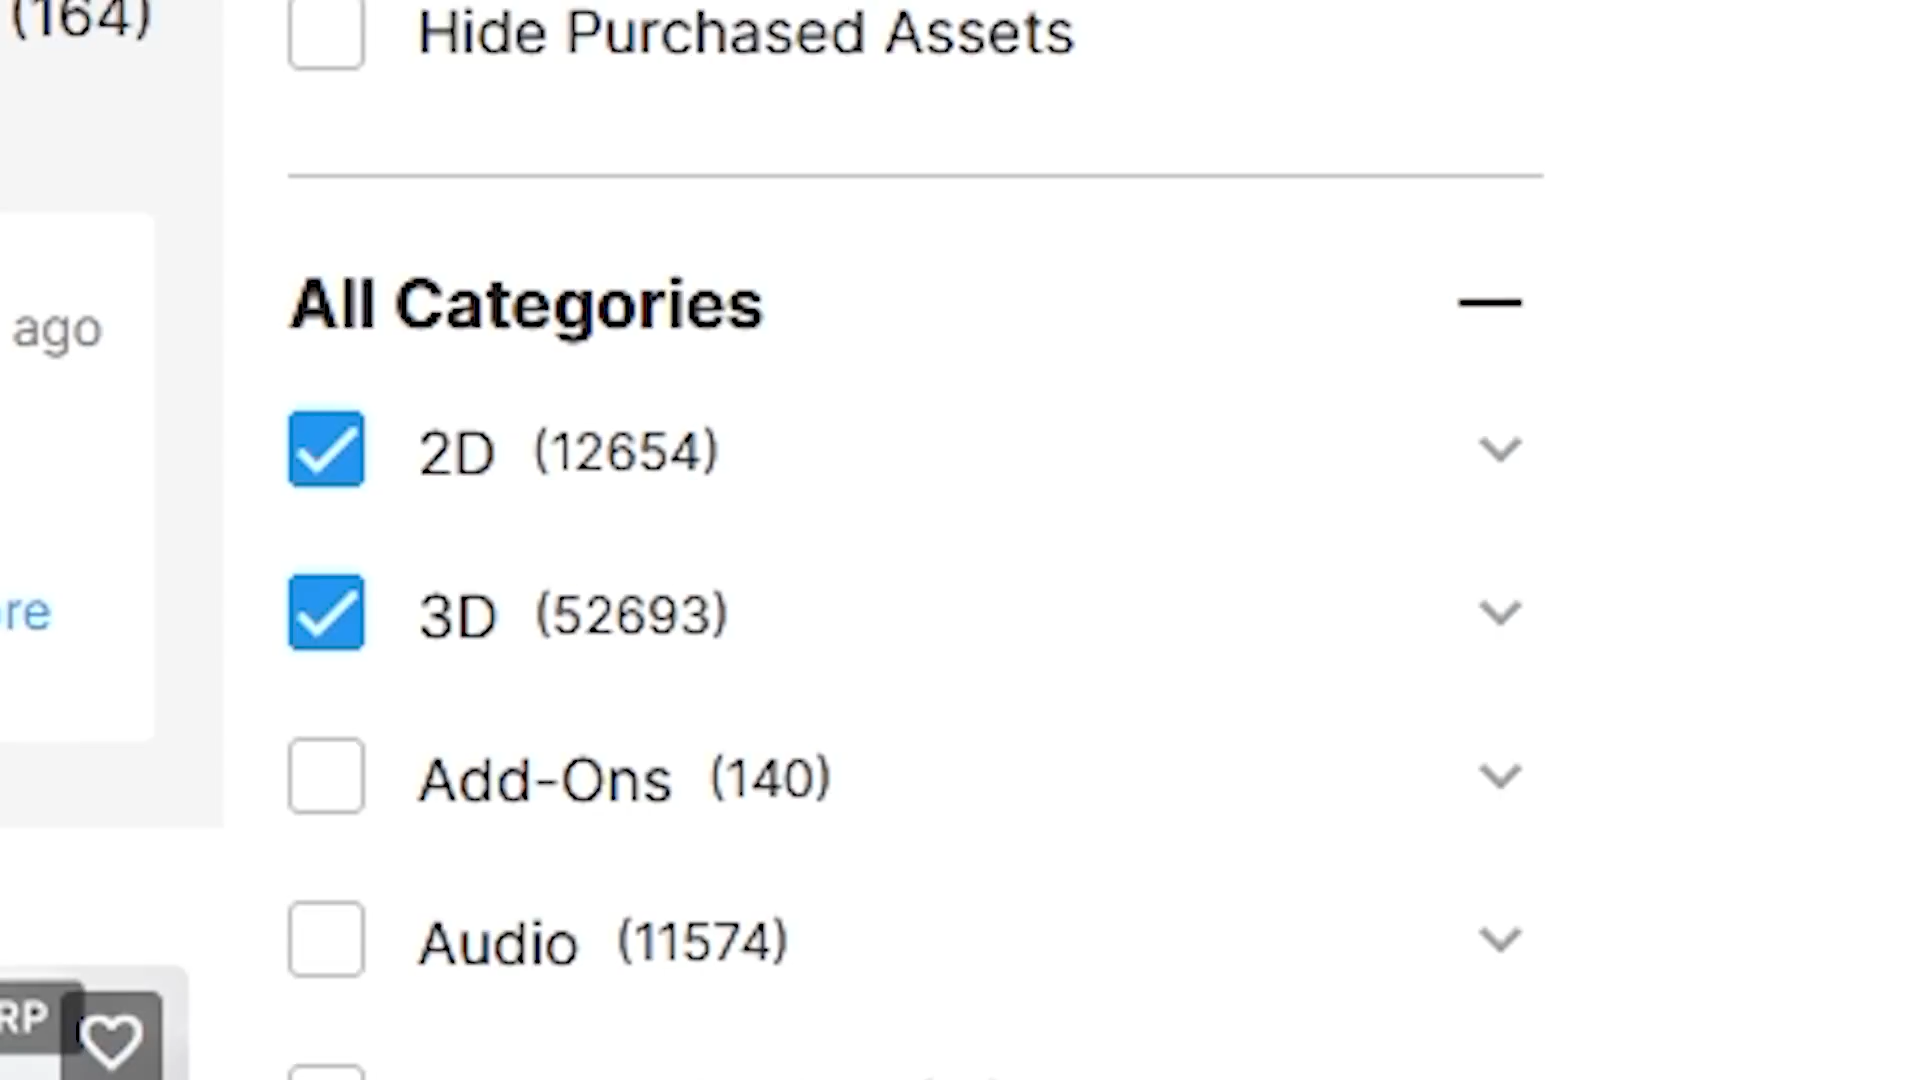 (164)
Hide Purchased Assets
All Categories
ago
2D (12654)
3D (52693)
re
Add-Ons (140)
Audio (11574)
RP